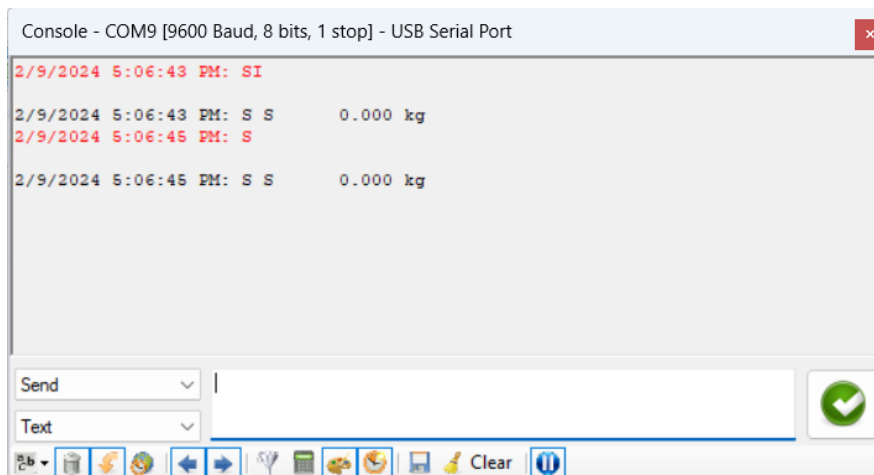 Console - COM9 [9600 Baud, 8 bits, 1 stop] - USB Serial Port
2/9/2024 5:06:43 PM: SI
2/9/2024 5:06:43 PM: S S      0.000 kg
2/9/2024 5:06:45 PM: S
2/9/2024 5:06:45 PM: S S      0.000 kg
Send
Text
Clear